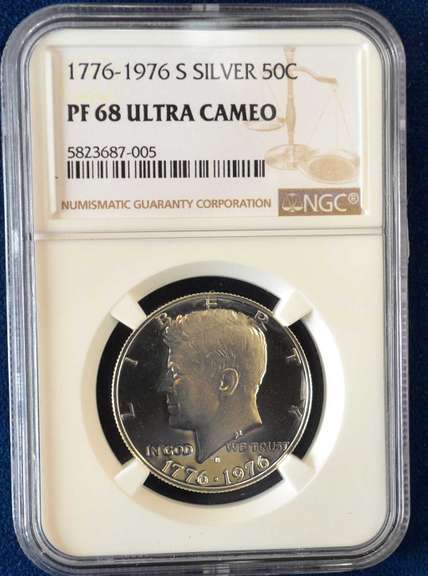 1776-1976 S SILVER 50C
PF 68 ULTRA CAMEO
5823687-005
NUMISMATIC GUARANTY CORPORATION
NGC®
LIBERTY
IN GOD WE TRUST
S
1776·1976